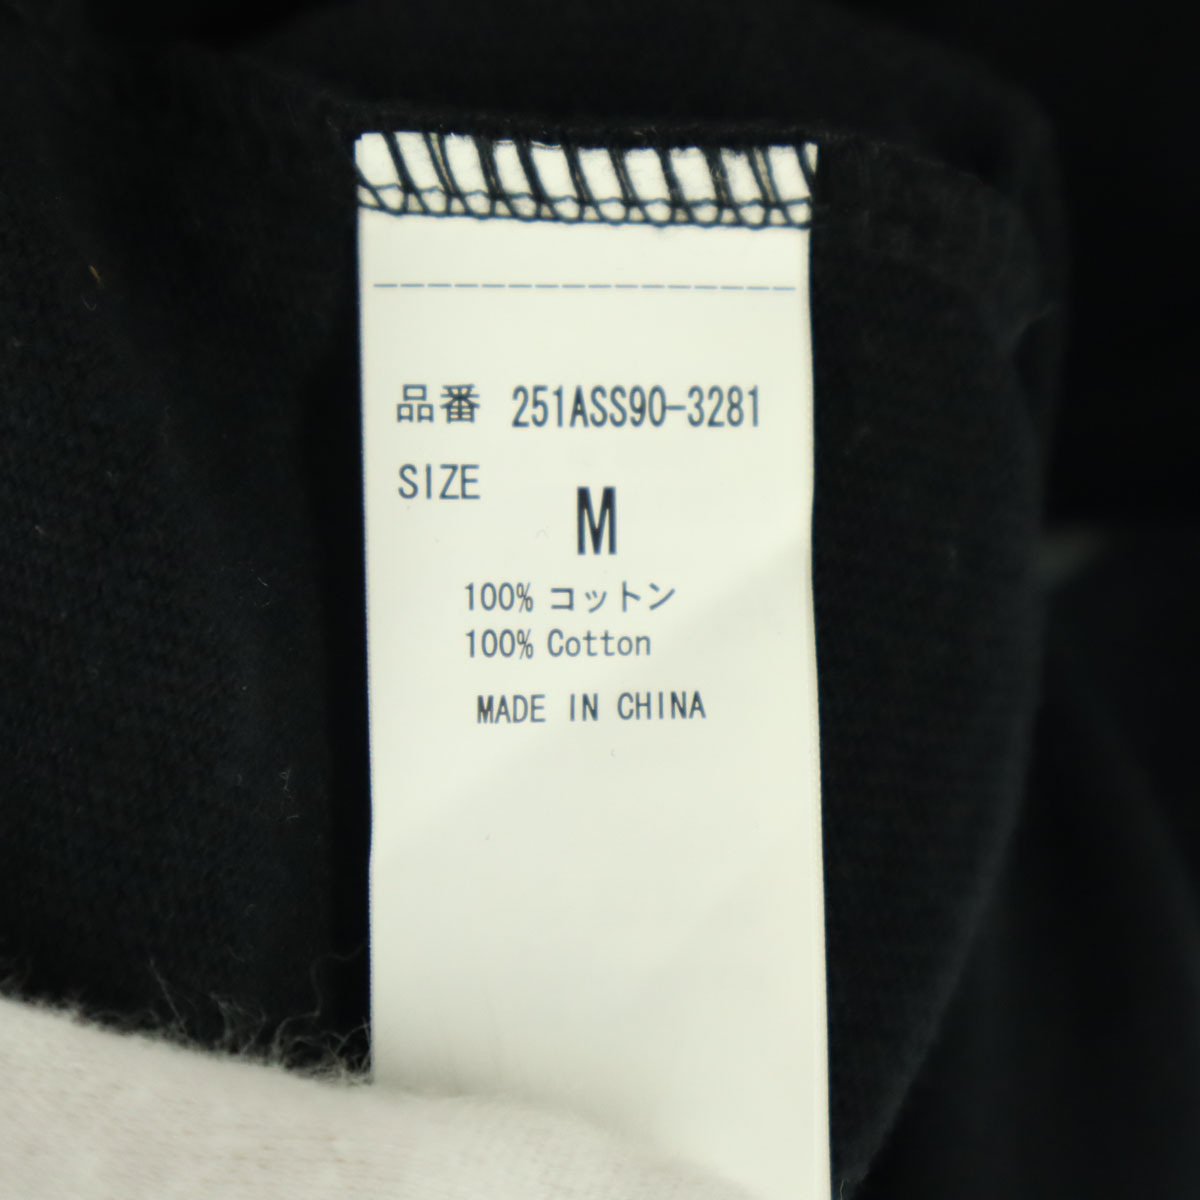 品番 251ASS90-3281
SIZE
M
100% コットン
100% Cotton
MADE IN CHINA